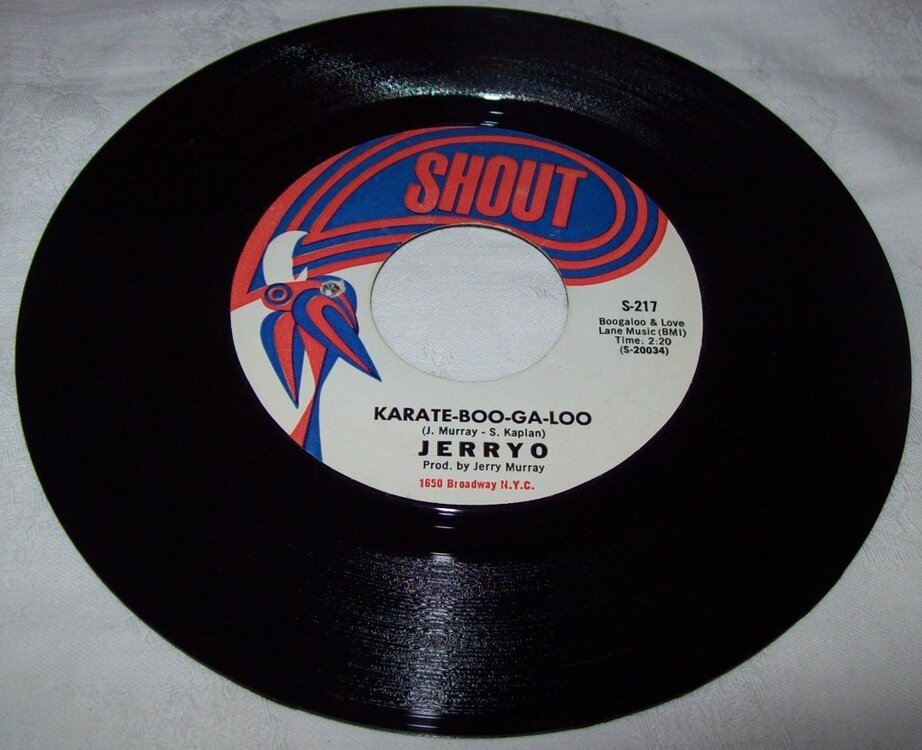 SHOUT
S-217
Boogaloo & Love
Lane Music (BMI)
Time: 2:20
(S-20034)
KARATE-BOO-GA-LOO
(J. Murray - S. Kaplan)
JERRYO
Prod. by Jerry Murray
1650 Broadway N.Y.C.